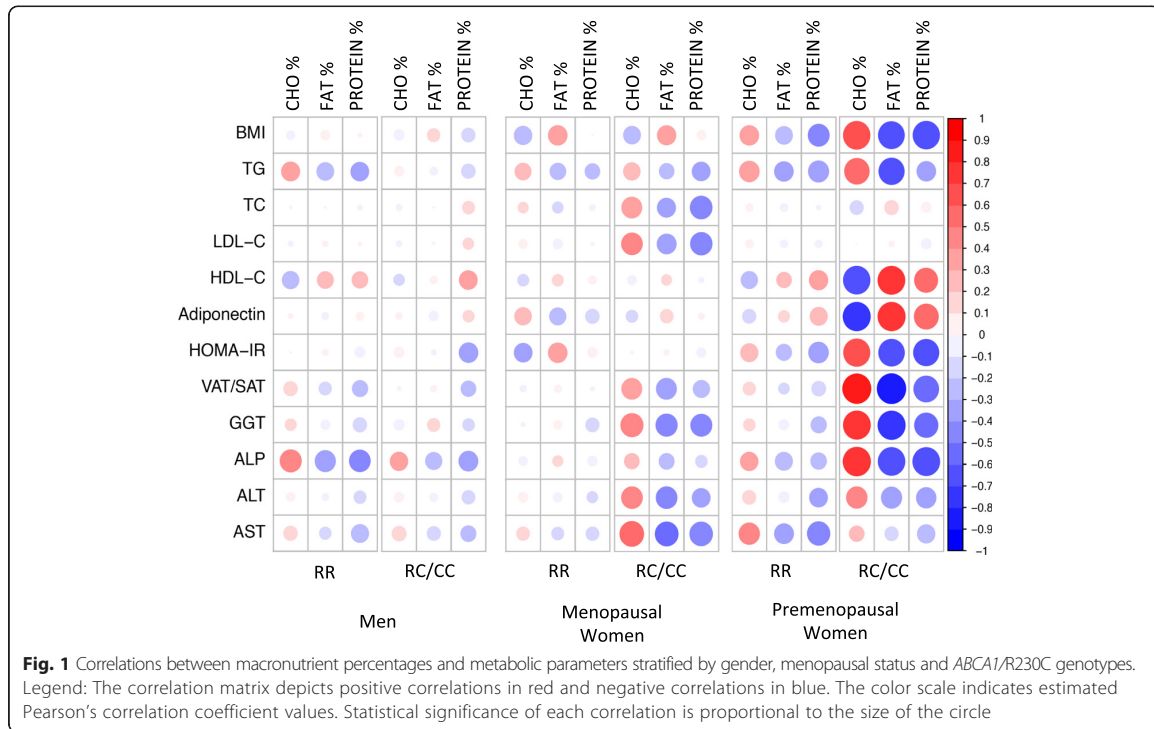 CHO % FAT % PROTEIN % CHO % FAT % PROTEIN % CHO % FAT % PROTEIN % CHO % FAT % PROTEIN % CHO % FAT % PROTEIN % CHO % FAT % PROTEIN %
BMI
TG
TC
LDL−C
HDL−C
Adiponectin
HOMA−IR
VAT/SAT
GGT
ALP
ALT
AST
1
0.9
0.8
0.7
0.6
0.5
0.4
0.3
0.2
0.1
0
−0.1
−0.2
−0.3
−0.4
−0.5
−0.6
−0.7
−0.8
−0.9
−1
RR RC/CC RR RC/CC RR RC/CC
Men
Menopausal
Women
Premenopausal
Women
Fig. 1 Correlations between macronutrient percentages and metabolic parameters stratified by gender, menopausal status and ABCA1/R230C genotypes.
Legend: The correlation matrix depicts positive correlations in red and negative correlations in blue. The color scale indicates estimated
Pearson's correlation coefficient values. Statistical significance of each correlation is proportional to the size of the circle